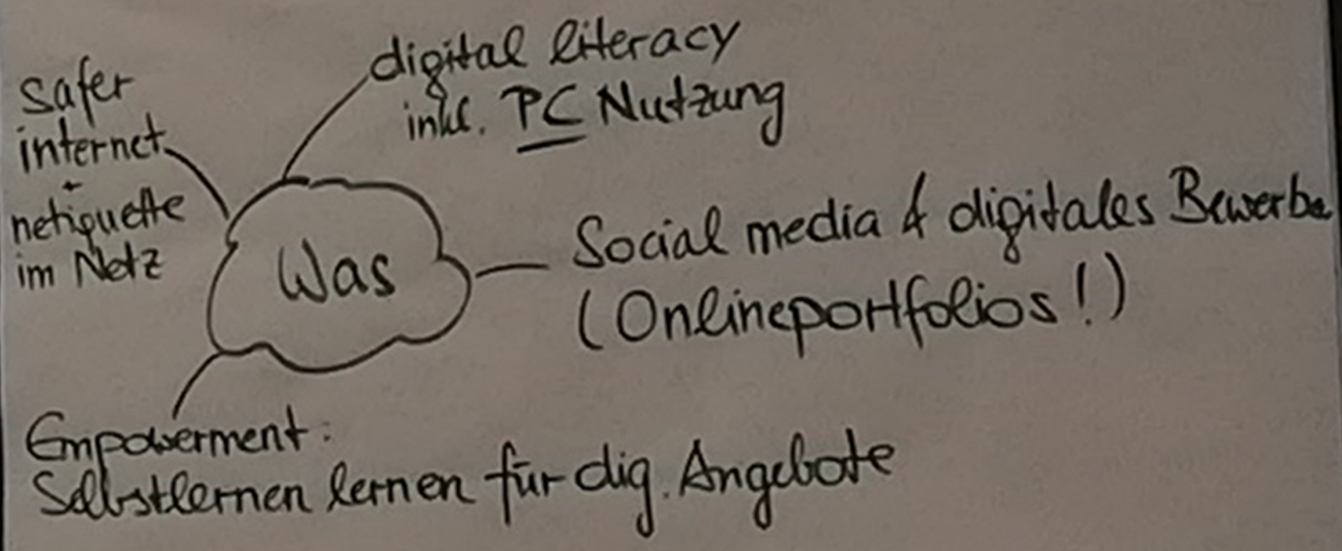 digital literacy
inkl. PC Nutzung
Safer
internet
+
netiquette
im Netz
Was
Social media & digitales Bewerbe
(Onlineportfolios!)
Empowerment:
Selbstlernen lernen für dig. Angebote